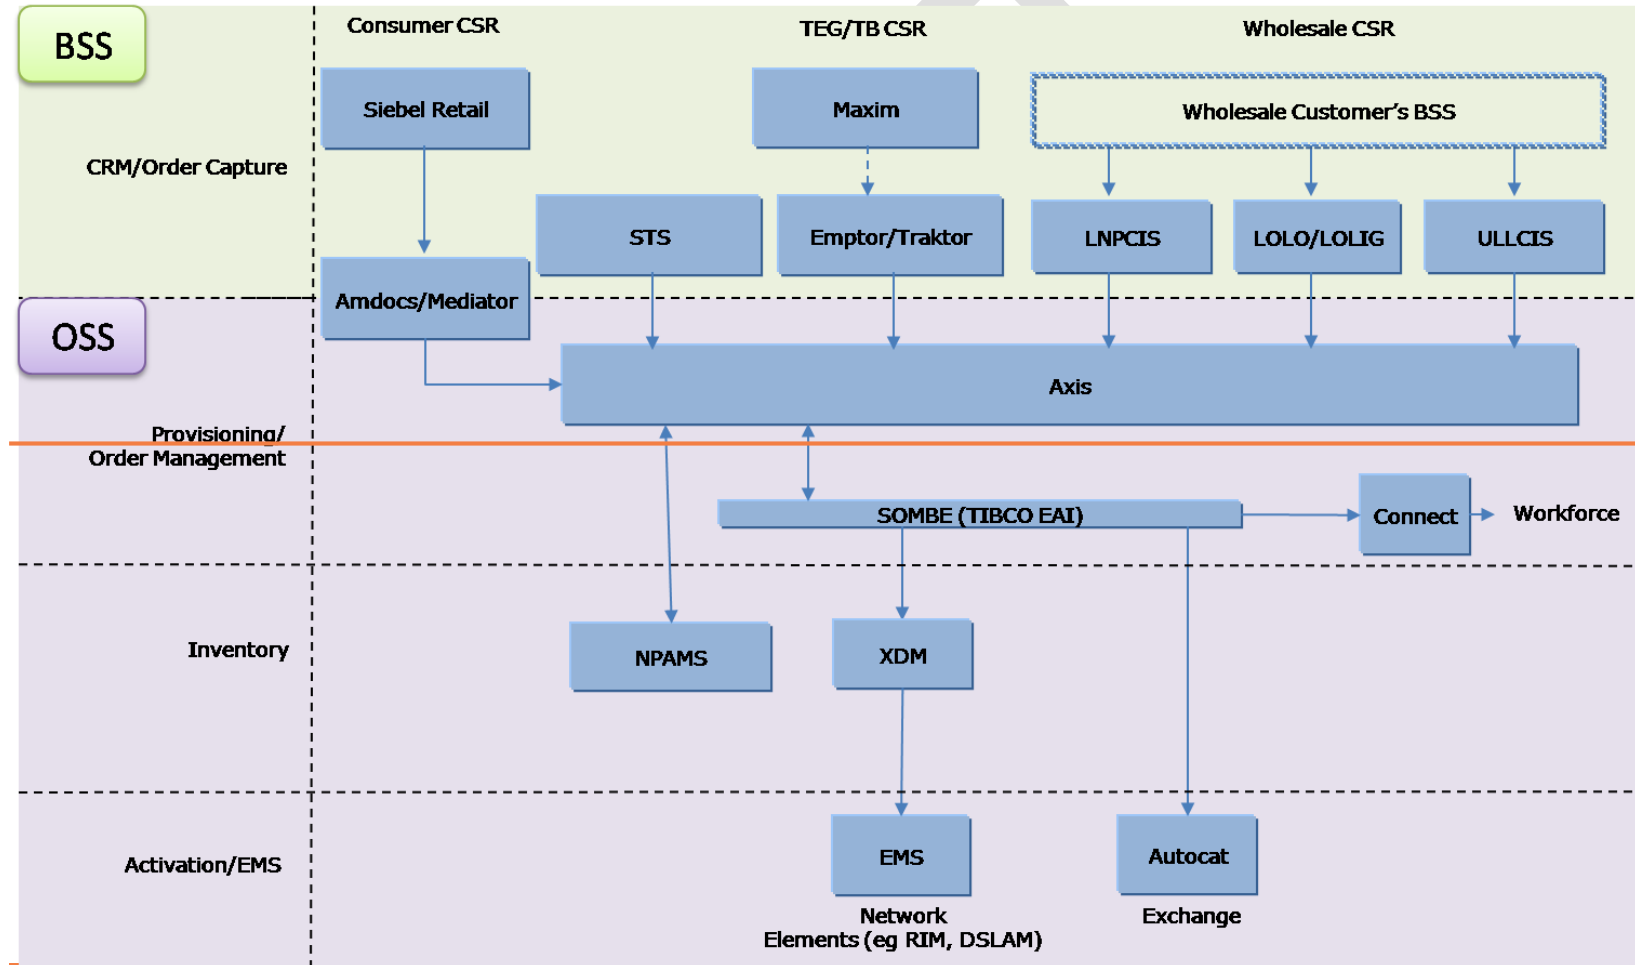 BSS
Consumer CSR
TEG/TB CSR
Wholesale CSR
Siebel Retail
Maxim
Wholesale Customer’s BSS
CRM/Order Capture
STS
Emptor/Traktor
LNPCIS
LOLO/LOLIG
ULLCIS
Amdocs/Mediator
OSS
Axis
Provisioning/
Order Management
SOMBE (TIBCO EAI)
Connect
Workforce
Inventory
NPAMS
XDM
Activation/EMS
EMS
Autocat
Network
Elements (eg RIM, DSLAM)
Exchange